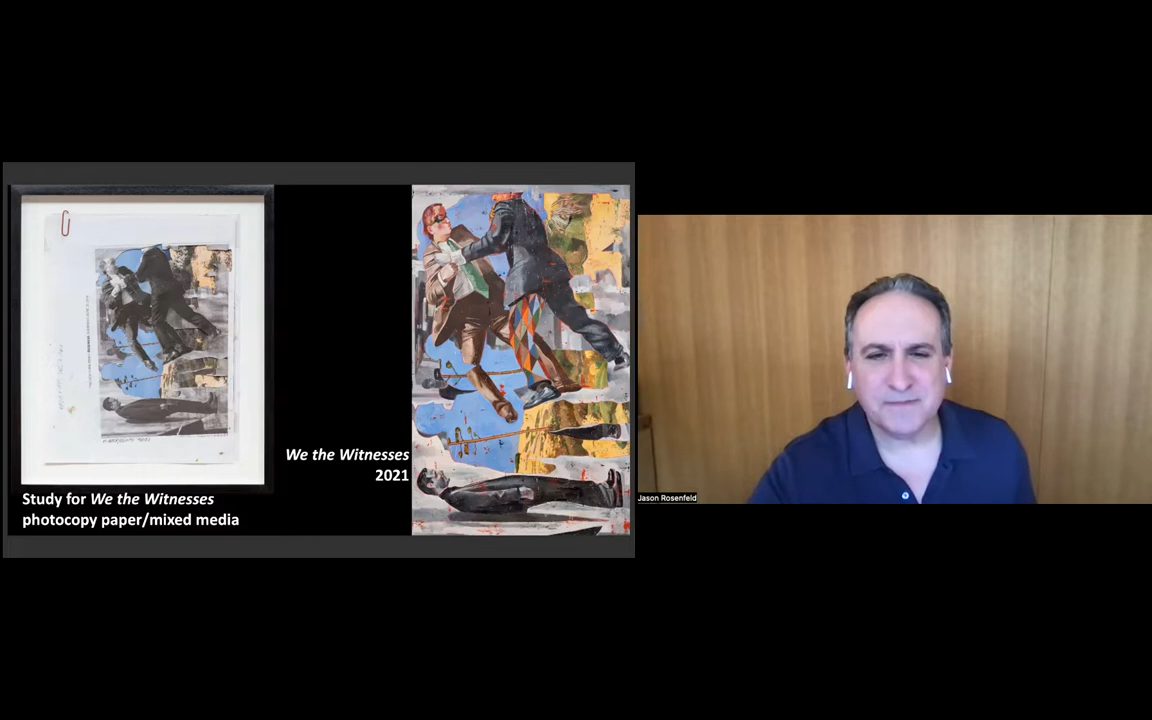 We the Witnesses
2021
Study for We the Witnesses
photocopy paper/mixed media
Jason Rosenfeld